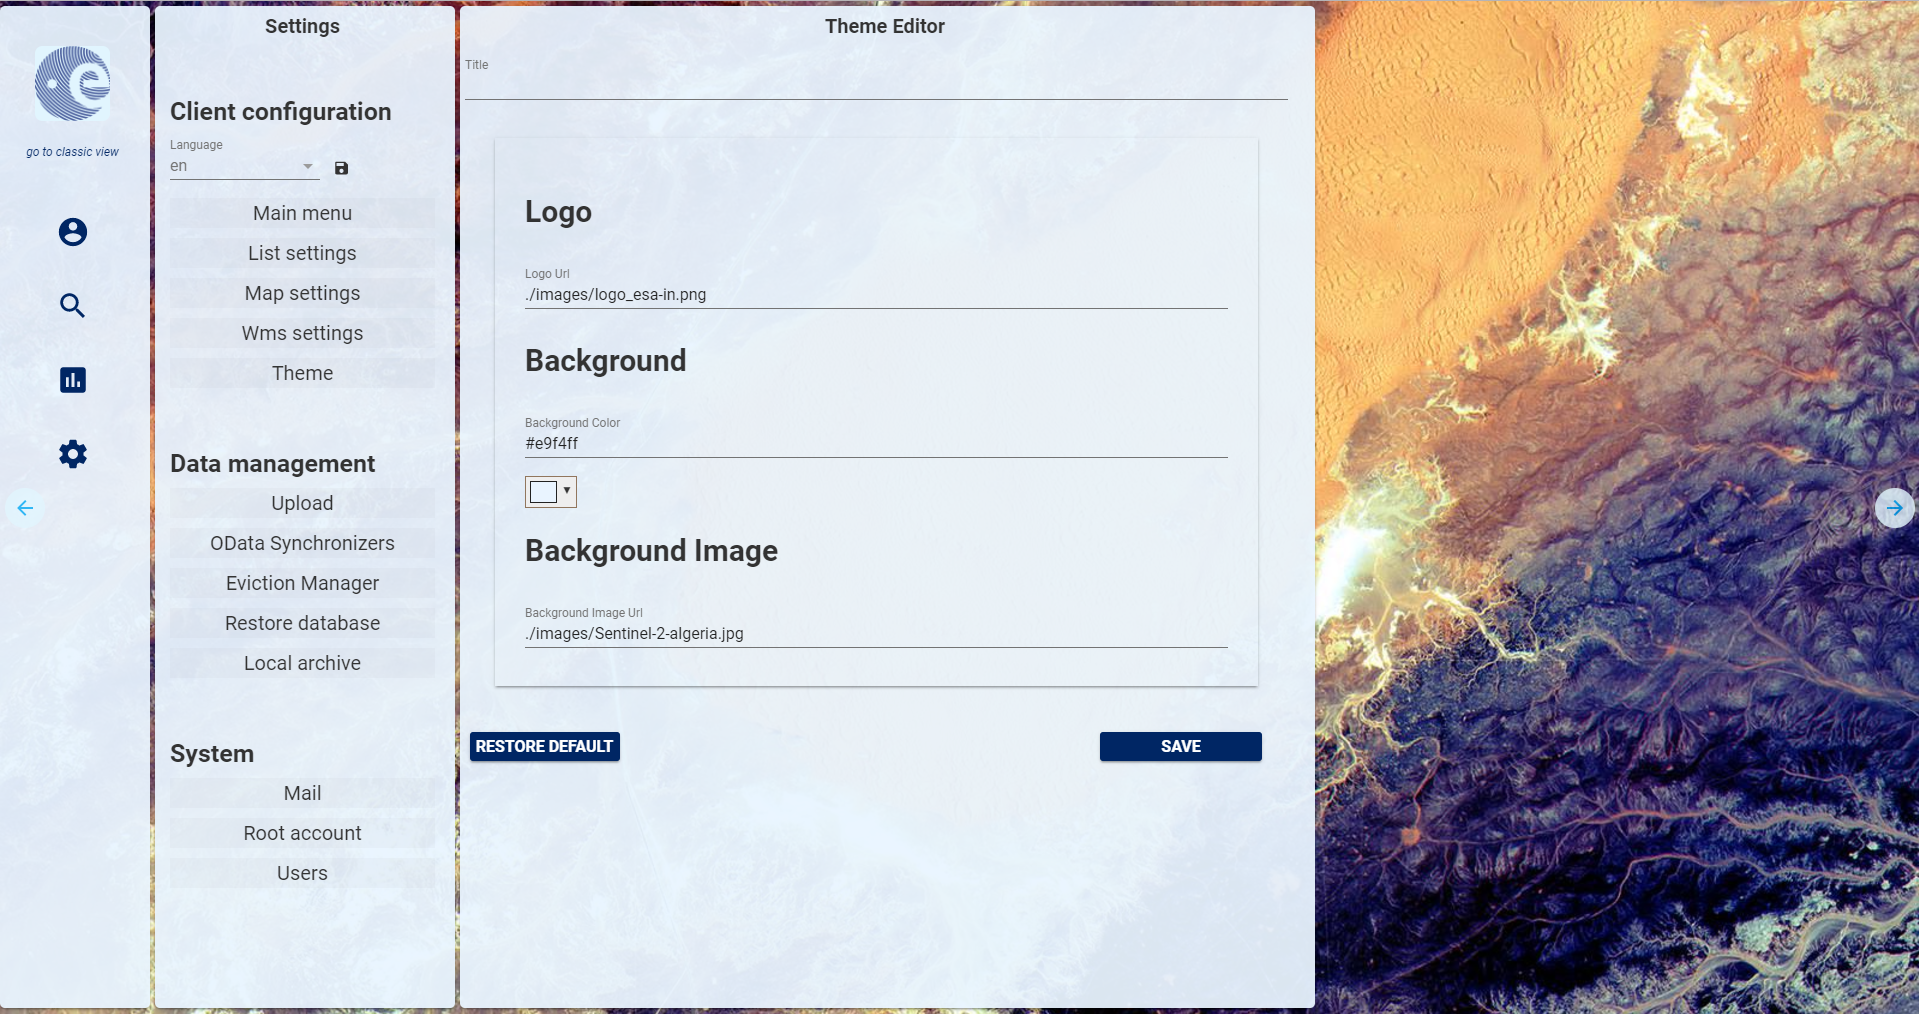 go to classic view
Settings
Client configuration
Language
en
Main menu
List settings
Map settings
Wms settings
Theme
Data management
Upload
OData Synchronizers
Eviction Manager
Restore database
Local archive
System
Mail
Root account
Users
Theme Editor
Title
Logo
Logo Url
./images/logo_esa-in.png
Background
Background Color
#e9f4ff
Background Image
Background Image Url
./images/Sentinel-2-algeria.jpg
RESTORE DEFAULT
SAVE